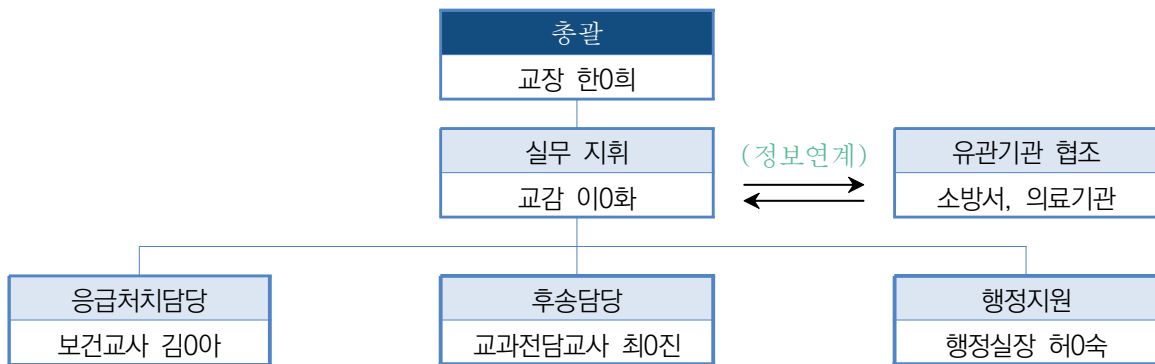 총괄
교장 한0희
실무 지휘
교감 이0화
(정보연계)
유관기관 협조
소방서, 의료기관
응급처치담당
보건교사 김0아
후송담당
교과전담교사 최0진
행정지원
행정실장 허0숙